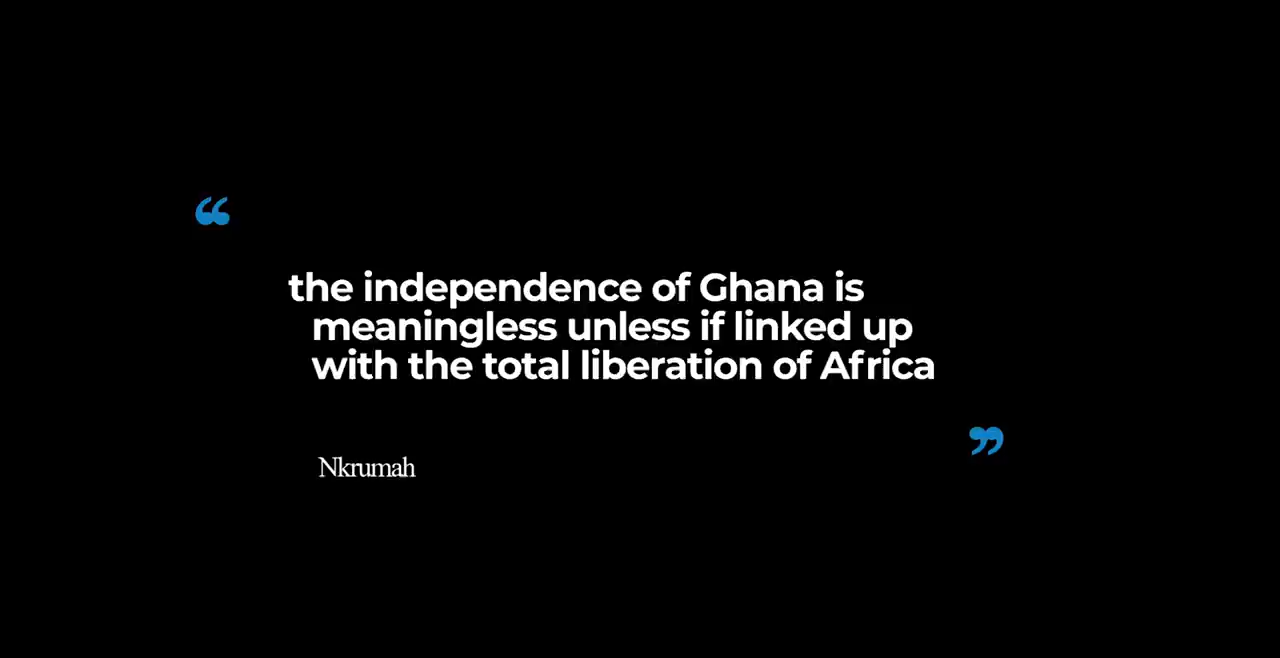 “
the independence of Ghana is
meaningless unless if linked up
with the total liberation of Africa
”
Nkrumah